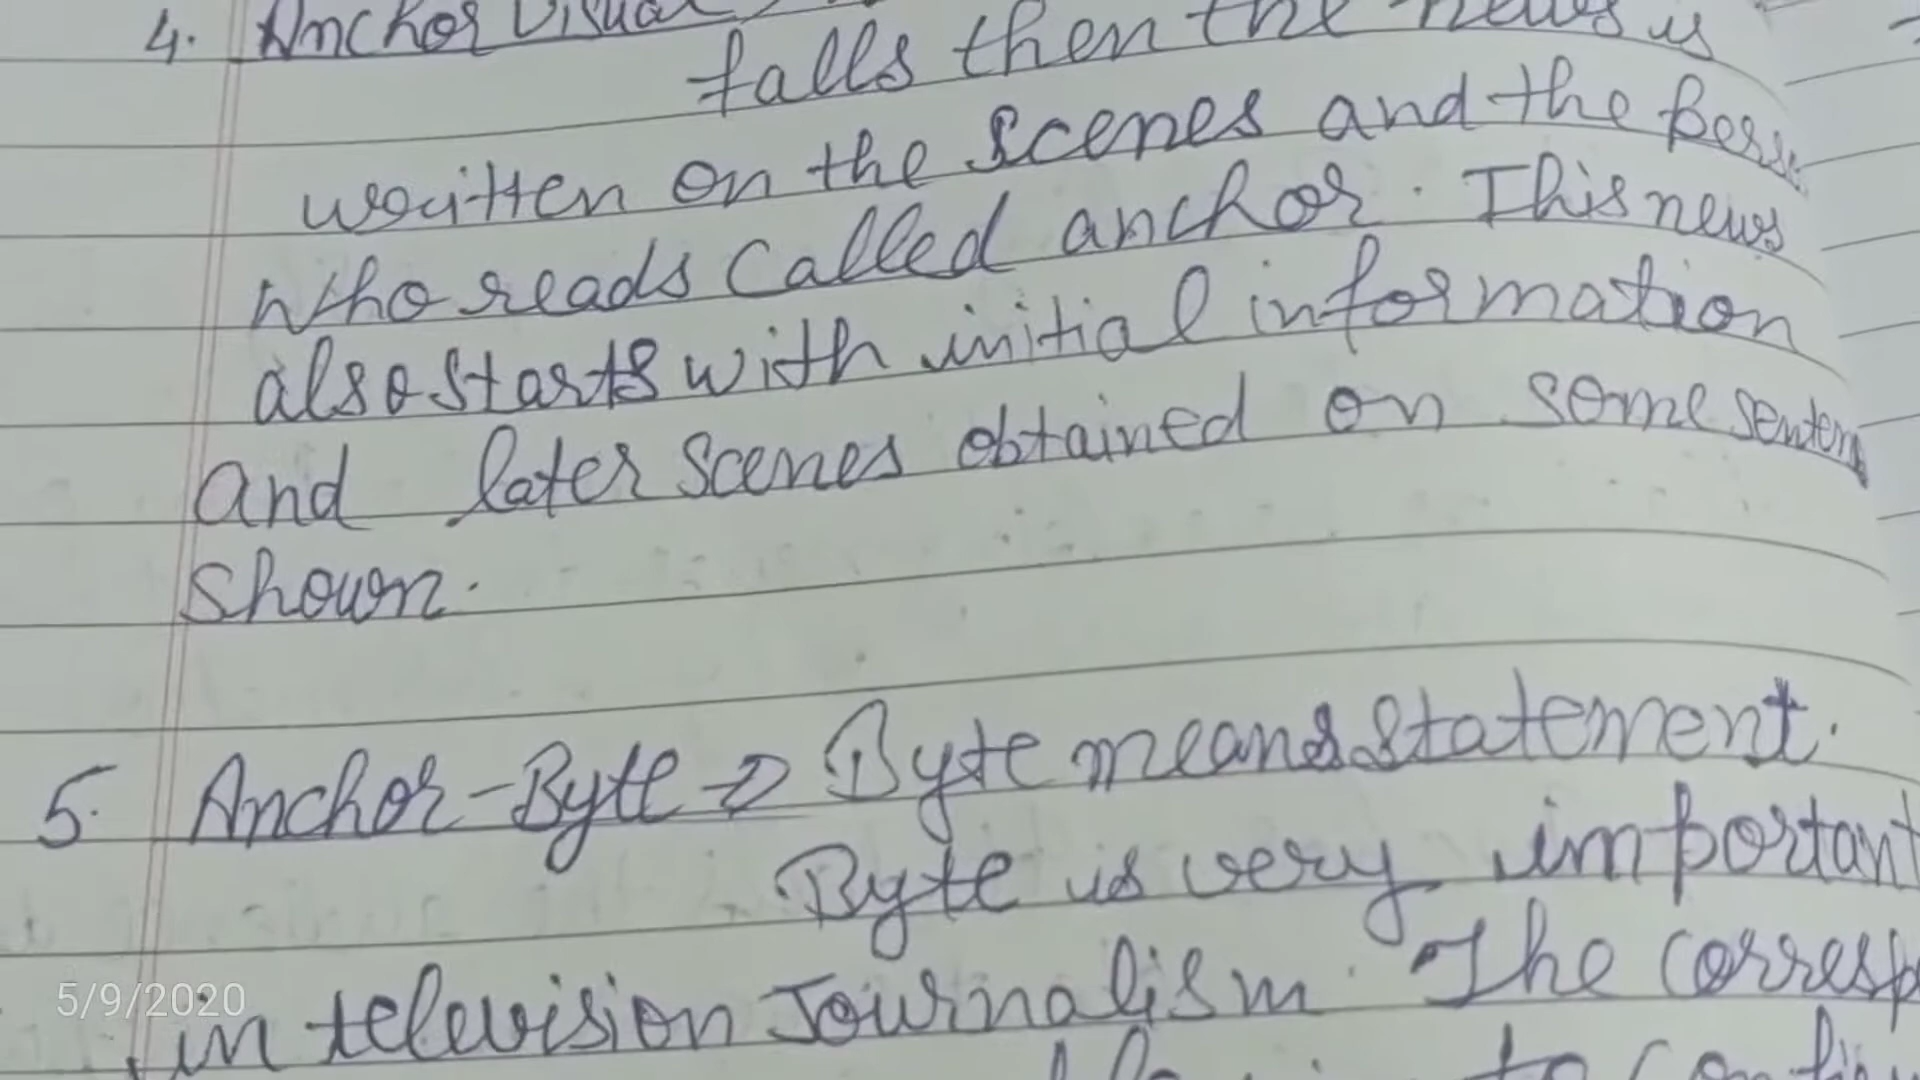 4. Anchor Visual
falls then the news is
written on the scenes and the
who reads called anchor. This news
also starts with initial information
and later scenes obtained on some
shown.
5. Anchor-Byte → Byte means statement.
Byte is very important
in television Journalism. The
5/9/2020